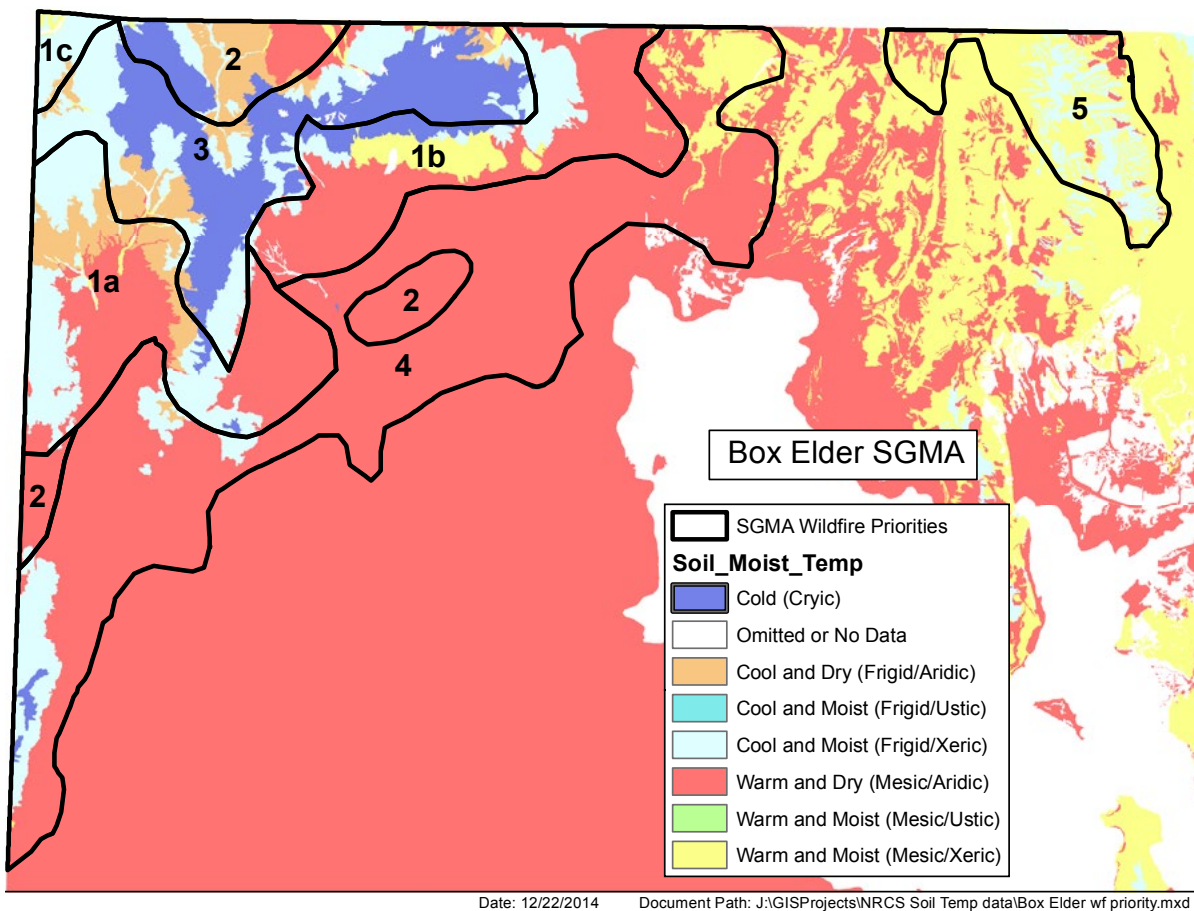 1c
2
5
3
1b
1a
2
4
2
Box Elder SGMA
SGMA Wildfire Priorities
Soil_Moist_Temp
Cold (Cryic)
Omitted or No Data
Cool and Dry (Frigid/Aridic)
Cool and Moist (Frigid/Ustic)
Cool and Moist (Frigid/Xeric)
Warm and Dry (Mesic/Aridic)
Warm and Moist (Mesic/Ustic)
Warm and Moist (Mesic/Xeric)
Date: 12/22/2014 Document Path: J:\GISProjects\NRCS Soil Temp data\Box Elder wf priority.mxd